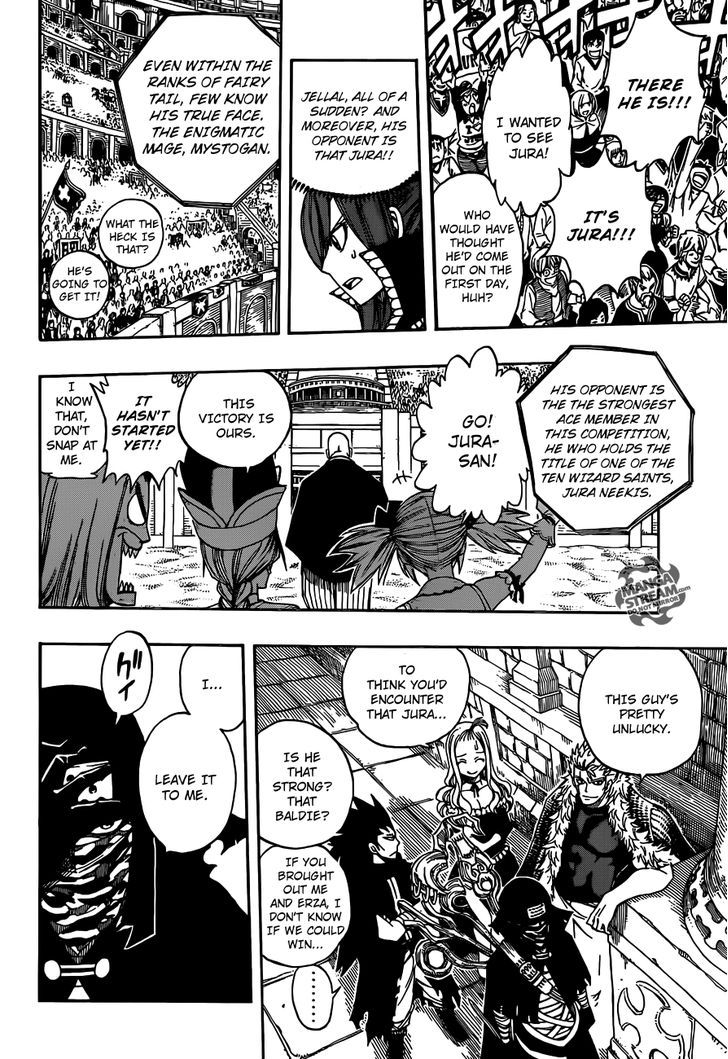 THERE
HE IS!!!
I WANTED
TO SEE
JURA!
IT'S
JURA!!!
WHO
WOULD HAVE
THOUGHT
HE'D COME
OUT ON THE
FIRST DAY,
HUH?
JURA
JELLAL, ALL OF A
SUDDEN? AND
MOREOVER, HIS
OPPONENT IS
THAT JURA!!
EVEN WITHIN THE
RANKS OF FAIRY
TAIL, FEW KNOW
HIS TRUE FACE.
THE ENIGMATIC
MAGE, MYSTOGAN.
WHAT THE
HECK IS
THAT?
HE'S
GOING TO
GET IT!
HIS OPPONENT IS
THE THE STRONGEST
ACE MEMBER IN
THIS COMPETITION,
HE WHO HOLDS THE
TITLE OF ONE OF THE
TEN WIZARD SAINTS,
JURA NEEKIS.
GO!
JURA-
SAN!
THIS
VICTORY IS
OURS.
IT
HASN'T
STARTED
YET!!
I
KNOW
THAT,
DON'T
SNAP AT
ME.
MANGA
STREAM.com
DO NOT MIRROR
THIS GUY'S
PRETTY
UNLUCKY.
TO
THINK YOU'D
ENCOUNTER
THAT JURA...
IS HE
THAT
STRONG?
THAT
BALDIE?
IF YOU
BROUGHT
OUT ME
AND ERZA,
I DON'T
KNOW IF
WE COULD
WIN...
......
I...
LEAVE IT
TO ME.
グイ